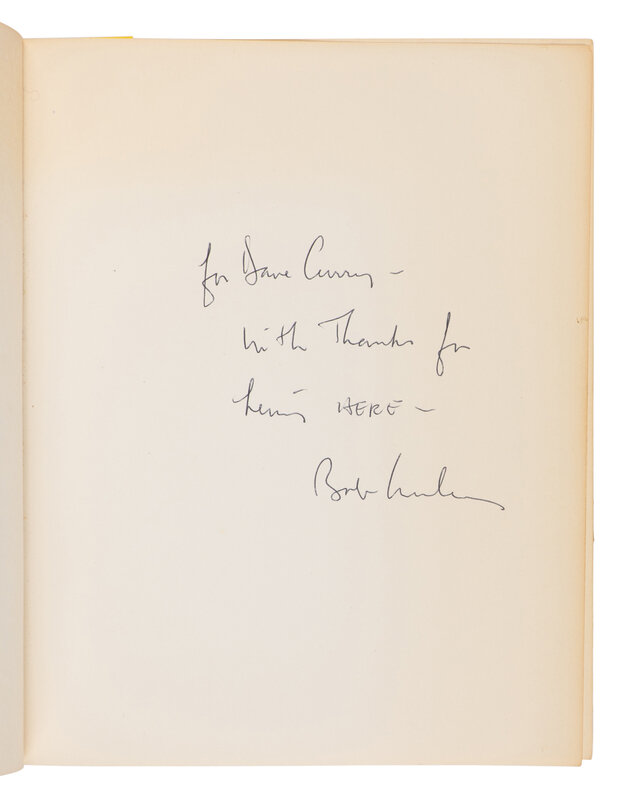 for Dave Curry –
with Thanks for
being HERE –
Bob